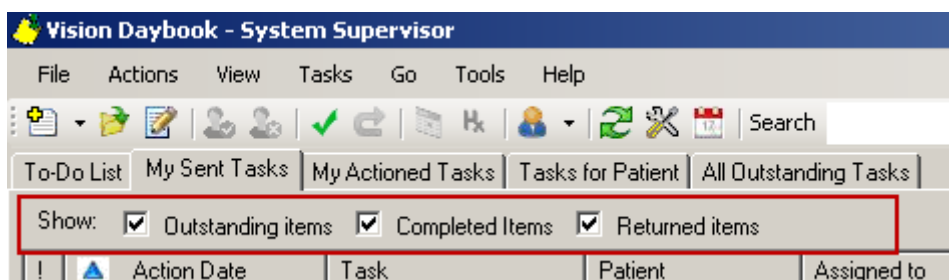 Vision Daybook - System Supervisor
File Actions View Tasks Go Tools Help
Search
To-Do List My Sent Tasks My Actioned Tasks Tasks for Patient All Outstanding Tasks
Show: Outstanding items Completed Items Returned items
! Action Date Task Patient Assigned to